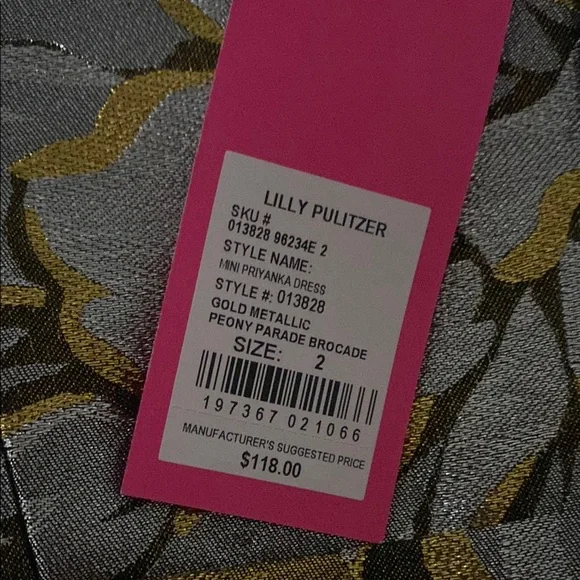 LILLY PULITZER
SKU #
013828 96234E 2
STYLE NAME:
MINI PRIYANKA DRESS
STYLE #: 013828
GOLD METALLIC
PEONY PARADE BROCADE
SIZE: 2
197367 021066
MANUFACTURER'S SUGGESTED PRICE
$118.00